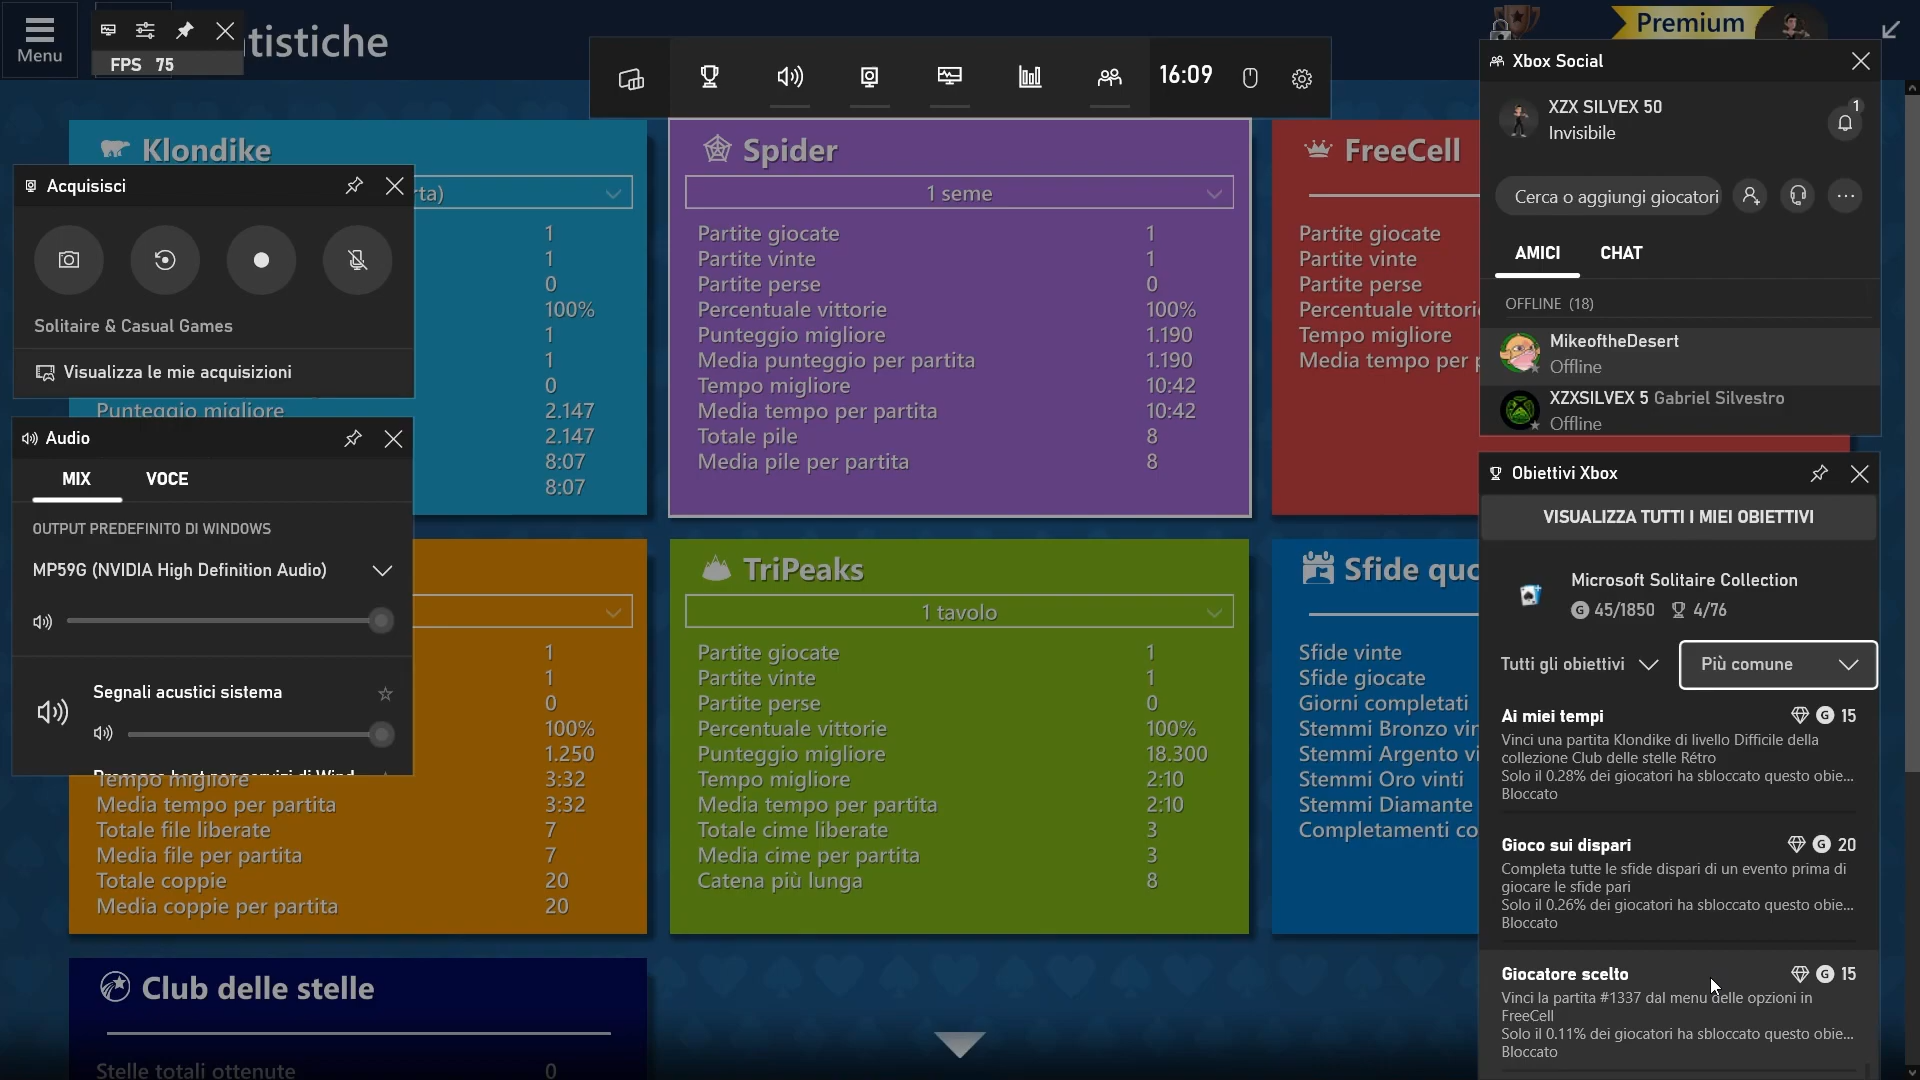 Menu
FPS 75
tistiche
16:09
Premium
Xbox Social
XZX SILVEX 50
Invisibile
1
Cerca o aggiungi giocatori
AMICI
CHAT
OFFLINE (18)
MikeoftheDesert
Offline
XZXSILVEX 5 Gabriel Silvestro
Offline
Klondike
rta)
1
1
0
100%
1
1
0
Punteggio migliore 2.147
2.147
8:07
8:07
Acquisisci
Solitaire & Casual Games
Visualizza le mie acquisizioni
Audio
MIX
VOCE
OUTPUT PREDEFINITO DI WINDOWS
MP59G (NVIDIA High Definition Audio)
Segnali acustici sistema
Spider
1 seme
Partite giocate 1
Partite vinte 1
Partite perse 0
Percentuale vittorie 100%
Punteggio migliore 1.190
Media punteggio per partita 1.190
Tempo migliore 10:42
Media tempo per partita 10:42
Totale pile 8
Media pile per partita 8
FreeCell
Partite giocate
Partite vinte
Partite perse
Percentuale vittorie
Tempo migliore
Media tempo per p
1
1
0
100%
1.250
Tempo migliore 3:32
Media tempo per partita 3:32
Totale file liberate 7
Media file per partita 7
Totale coppie 20
Media coppie per partita 20
TriPeaks
1 tavolo
Partite giocate 1
Partite vinte 1
Partite perse 0
Percentuale vittorie 100%
Punteggio migliore 18.300
Tempo migliore 2:10
Media tempo per partita 2:10
Totale cime liberate 3
Media cime per partita 3
Catena più lunga 8
Sfide quo
Sfide vinte
Sfide giocate
Giorni completati
Stemmi Bronzo vin
Stemmi Argento vi
Stemmi Oro vinti
Stemmi Diamante
Completamenti co
Obiettivi Xbox
VISUALIZZA TUTTI I MIEI OBIETTIVI
Microsoft Solitaire Collection
G 45/1850 4/76
Tutti gli obiettivi
Più comune
Ai miei tempi G 15
Vinci una partita Klondike di livello Difficile della
collezione Club delle stelle Rétro
Solo il 0.28% dei giocatori ha sbloccato questo obie...
Bloccato
Gioco sui dispari G 20
Completa tutte le sfide dispari di un evento prima di
giocare le sfide pari
Solo il 0.26% dei giocatori ha sbloccato questo obie...
Bloccato
Giocatore scelto G 15
Vinci la partita #1337 dal menu delle opzioni in
FreeCell
Solo il 0.11% dei giocatori ha sbloccato questo obie...
Bloccato
Club delle stelle
Stelle totali ottenute 0